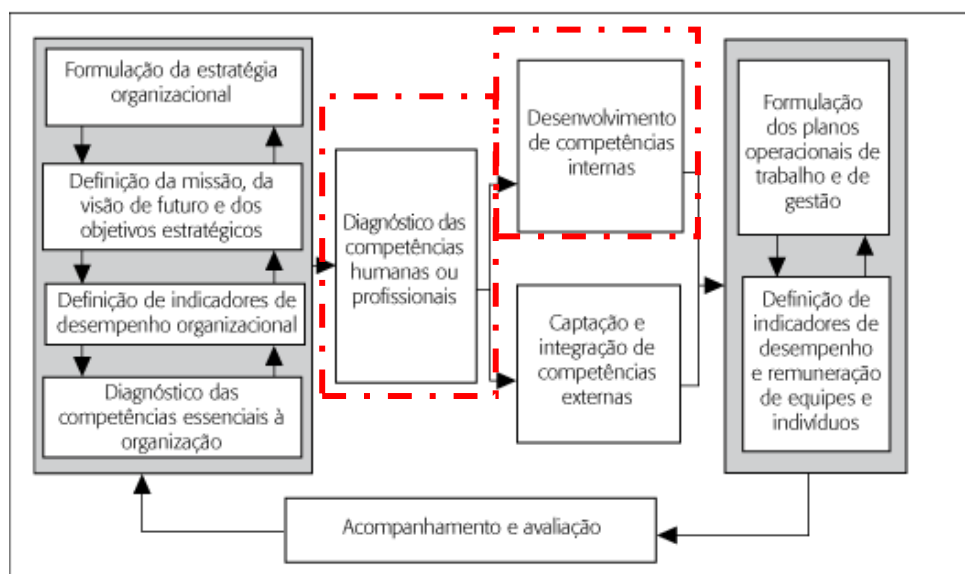 Formulação da estratégia
organizacional
Definição da missão, da
visão de futuro e dos
objetivos estratégicos
Definição de indicadores de
desempenho organizacional
Diagnóstico das
competências essenciais à
organização
Diagnóstico das
competências
humanas ou
profissionais
Desenvolvimento
de competências
internas
Captação e
integração de
competências
externas
Formulação
dos planos
operacionais de
trabalho e de
gestão
Definição de
indicadores de
desempenho
e remuneração
de equipes e
indivíduos
Acompanhamento e avaliação